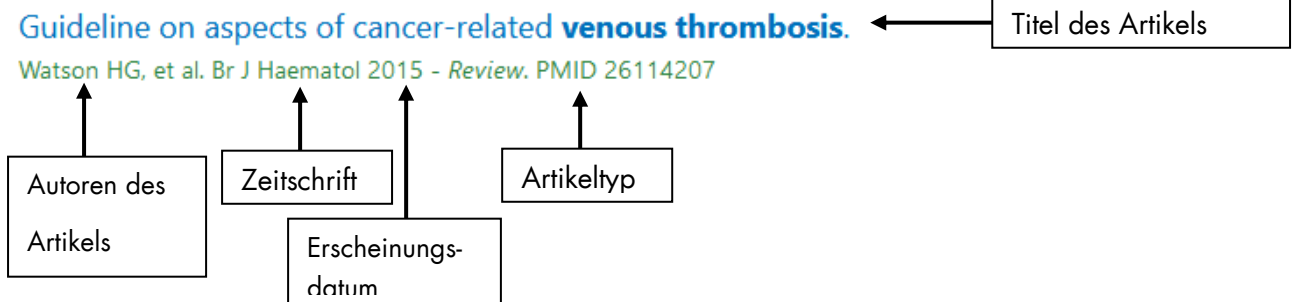 Guideline on aspects of cancer-related venous thrombosis.
Titel des Artikels
Watson HG, et al. Br J Haematol 2015 - Review. PMID 26114207
Autoren des
Artikels
Zeitschrift
Erscheinungs-
datum
Artikeltyp